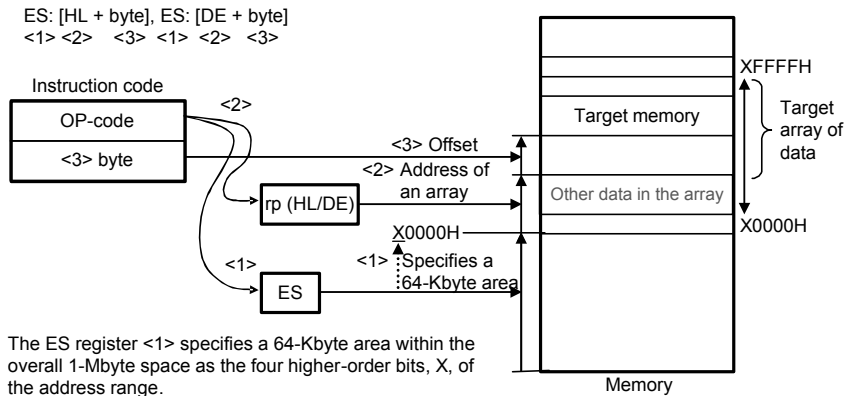 ES: [HL + byte], ES: [DE + byte]
<1> <2> <3> <1> <2> <3>
Instruction code
OP-code
<3> byte
<2>
<1>
rp (HL/DE)
ES
<3> Offset
<2> Address of
an array
X0000H
<1> Specifies a
64-Kbyte area
Target memory
Other data in the array
XFFFFH
Target
array of
data
X0000H
Memory
The ES register <1> specifies a 64-Kbyte area within the
overall 1-Mbyte space as the four higher-order bits, X, of
the address range.